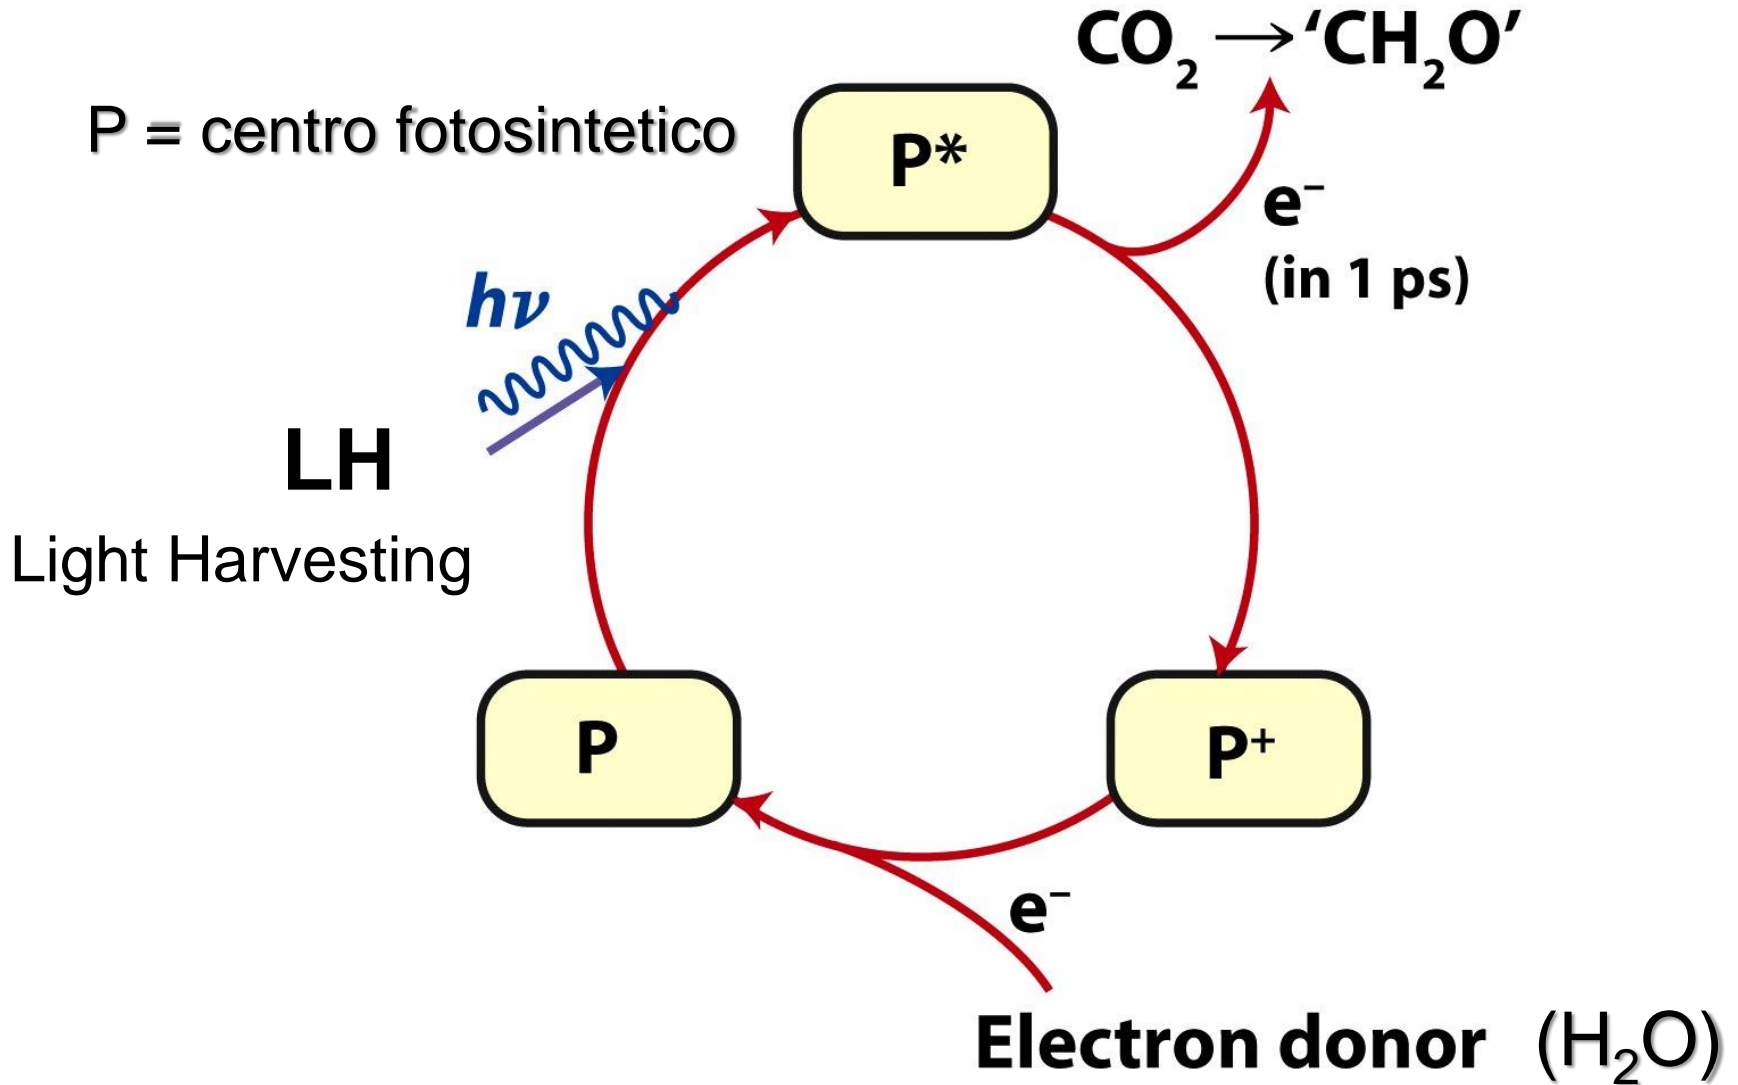 CO₂ → ‘CH₂O’
P = centro fotosintetico
P*
e⁻
(in 1 ps)
hν
LH
Light Harvesting
P
P⁺
e⁻
Electron donor (H₂O)